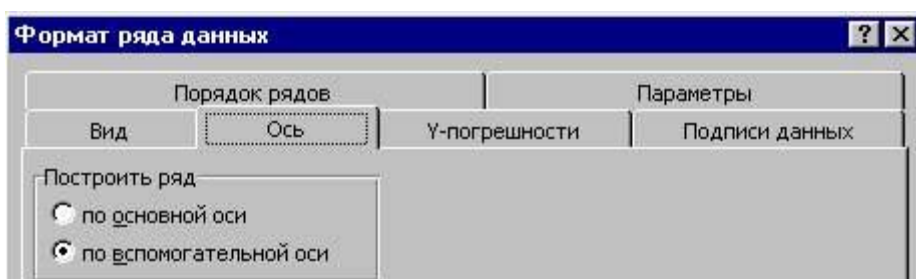 Формат ряда данных ? ×
Порядок рядов Параметры
Вид Ось Y-погрешности Подписи данных
Построить ряд
по основной оси
по вспомогательной оси